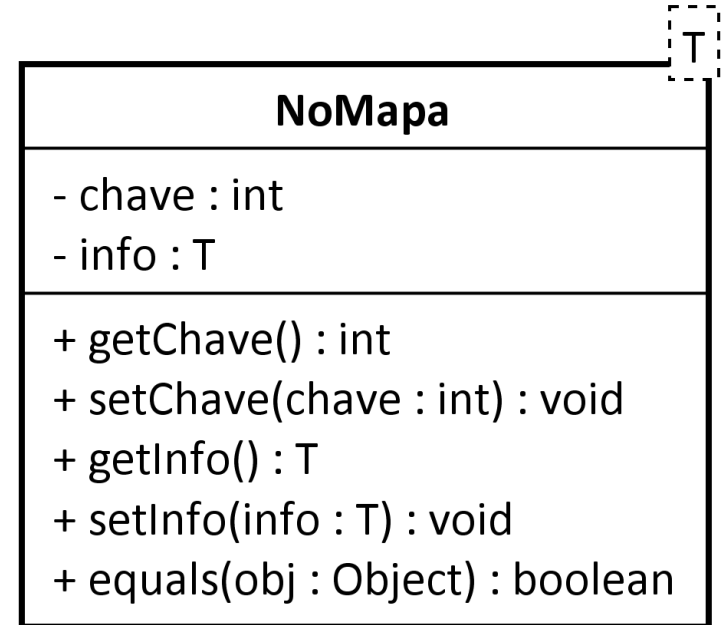 T
NoMapa
- chave : int
- info : T
+ getChave() : int
+ setChave(chave : int) : void
+ getInfo() : T
+ setInfo(info : T) : void
+ equals(obj : Object) : boolean